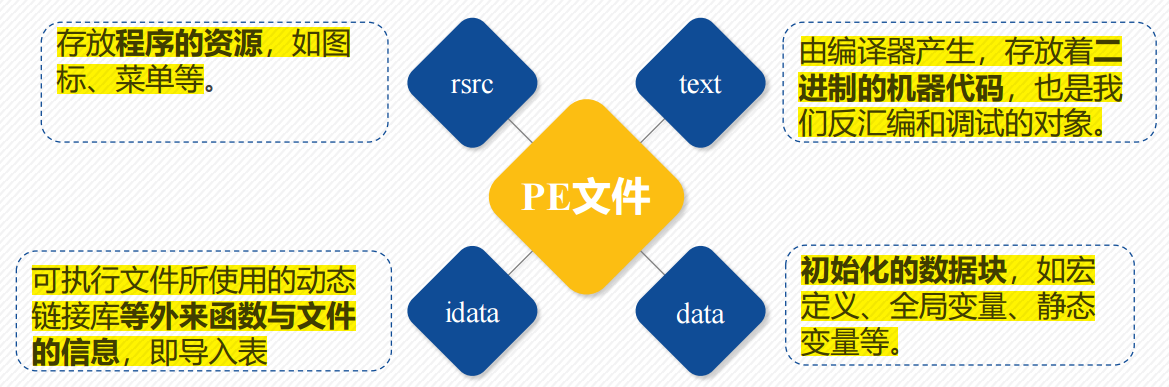 存放程序的资源，如图
标、菜单等。
rsrc
text
由编译器产生，存放着二
进制的机器代码，也是我
们反汇编和调试的对象。
PE文件
可执行文件所使用的动态
链接库等外来函数与文件
的信息，即导入表
idata
data
初始化的数据块，如宏
定义、全局变量、静态
变量等。